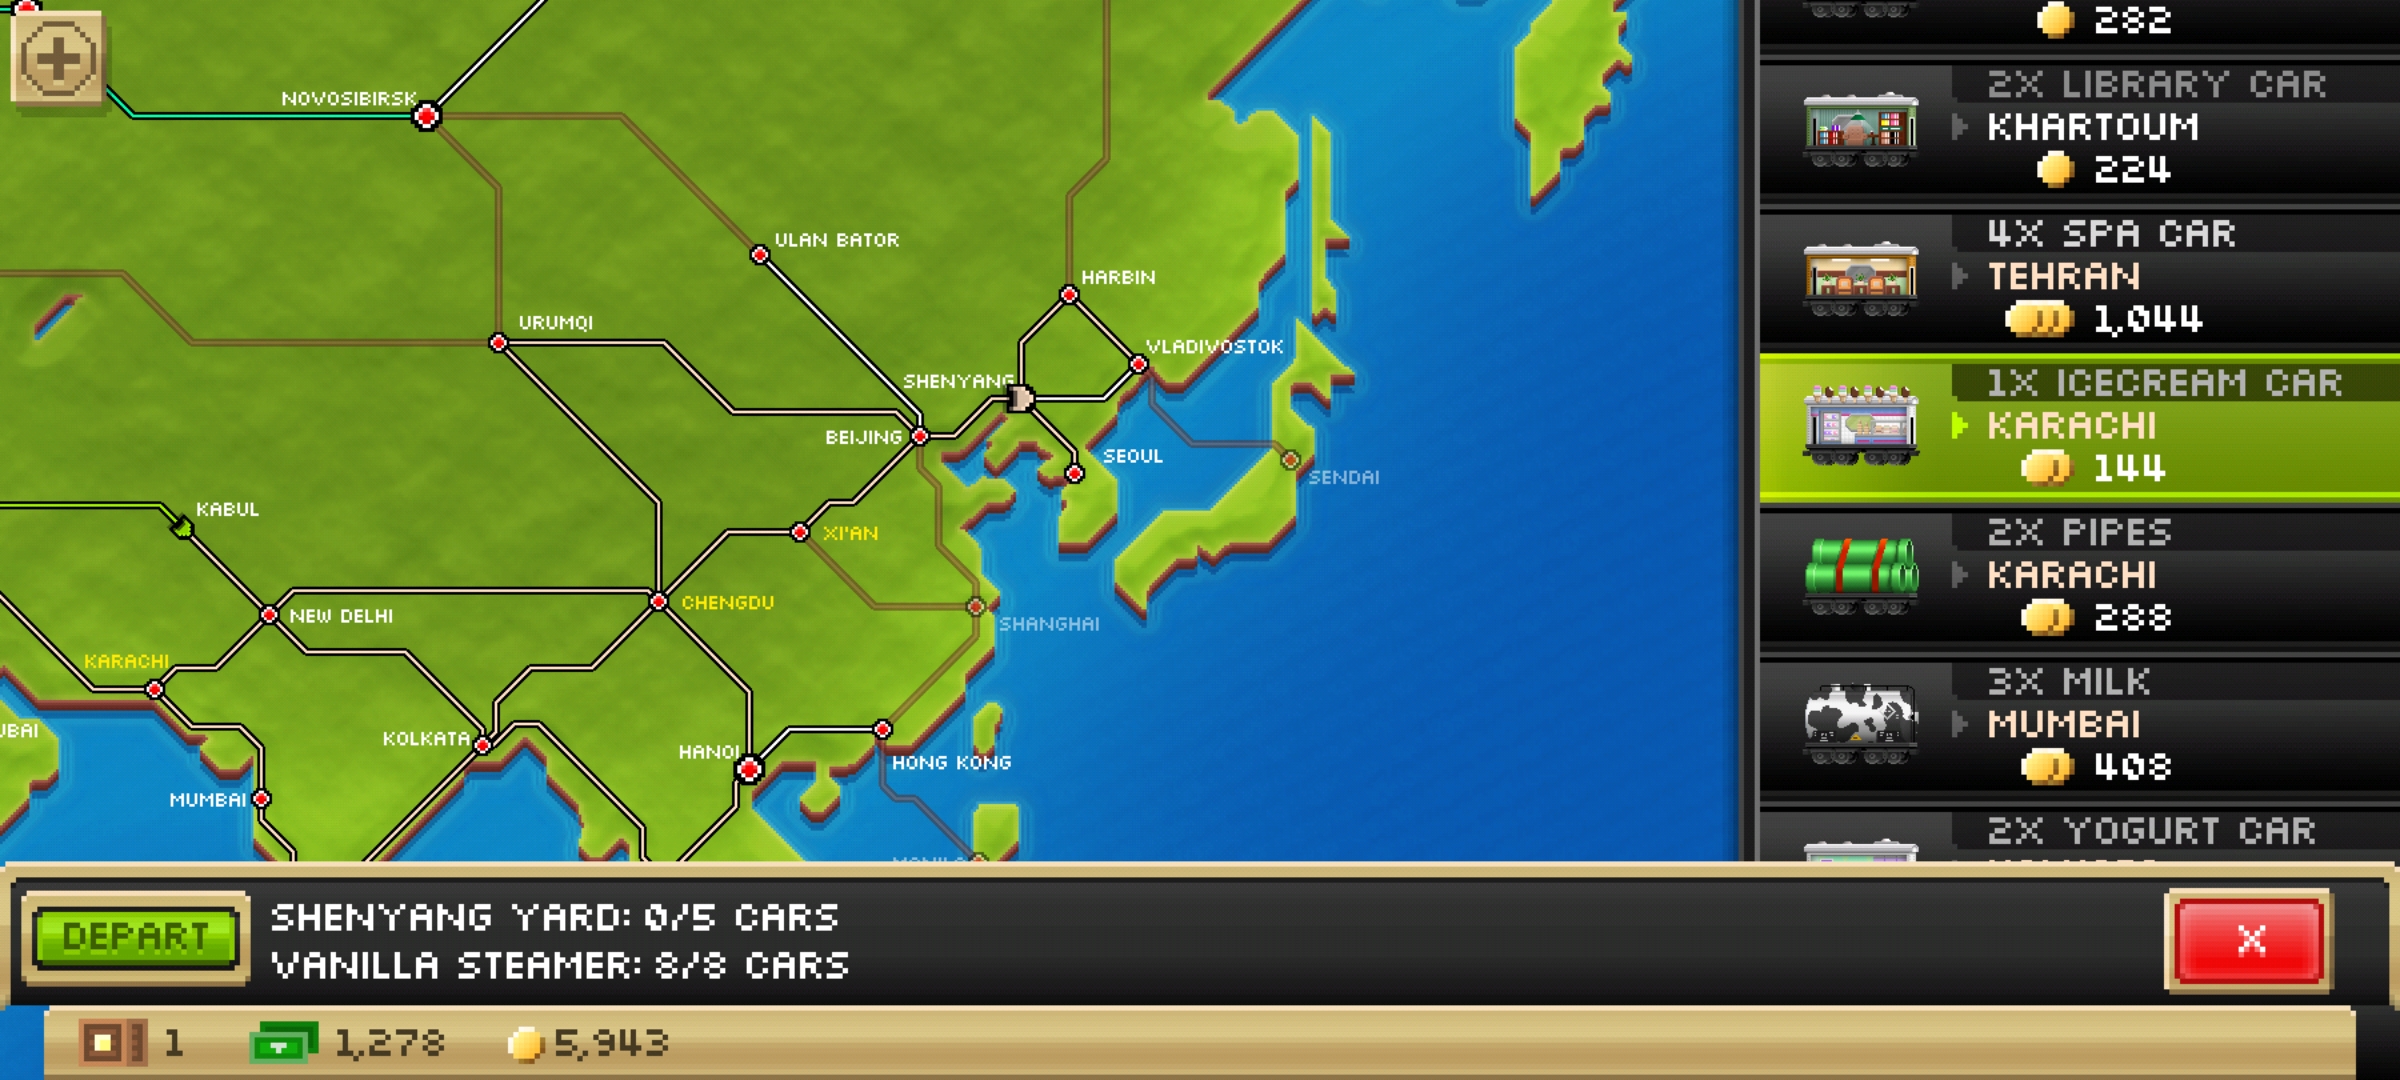 282
2X LIBRARY CAR
KHARTOUM
224
4X SPA CAR
TEHRAN
1,044
1X ICECREAM CAR
KARACHI
144
2X PIPES
KARACHI
288
3X MILK
MUMBAI
408
2X YOGURT CAR
NOVOSIBIRSK
ULAN BATOR
HARBIN
URUMQI
VLADIVOSTOK
SHENYANG
BEIJING
SEOUL
SENDAI
KABUL
XI'AN
CHENGDU
NEW DELHI
SHANGHAI
KARACHI
KOLKATA
HANOI
HONG KONG
MUMBAI
DEPART
SHENYANG YARD: 0/5 CARS
VANILLA STEAMER: 8/8 CARS
X
1
1,278
5,943